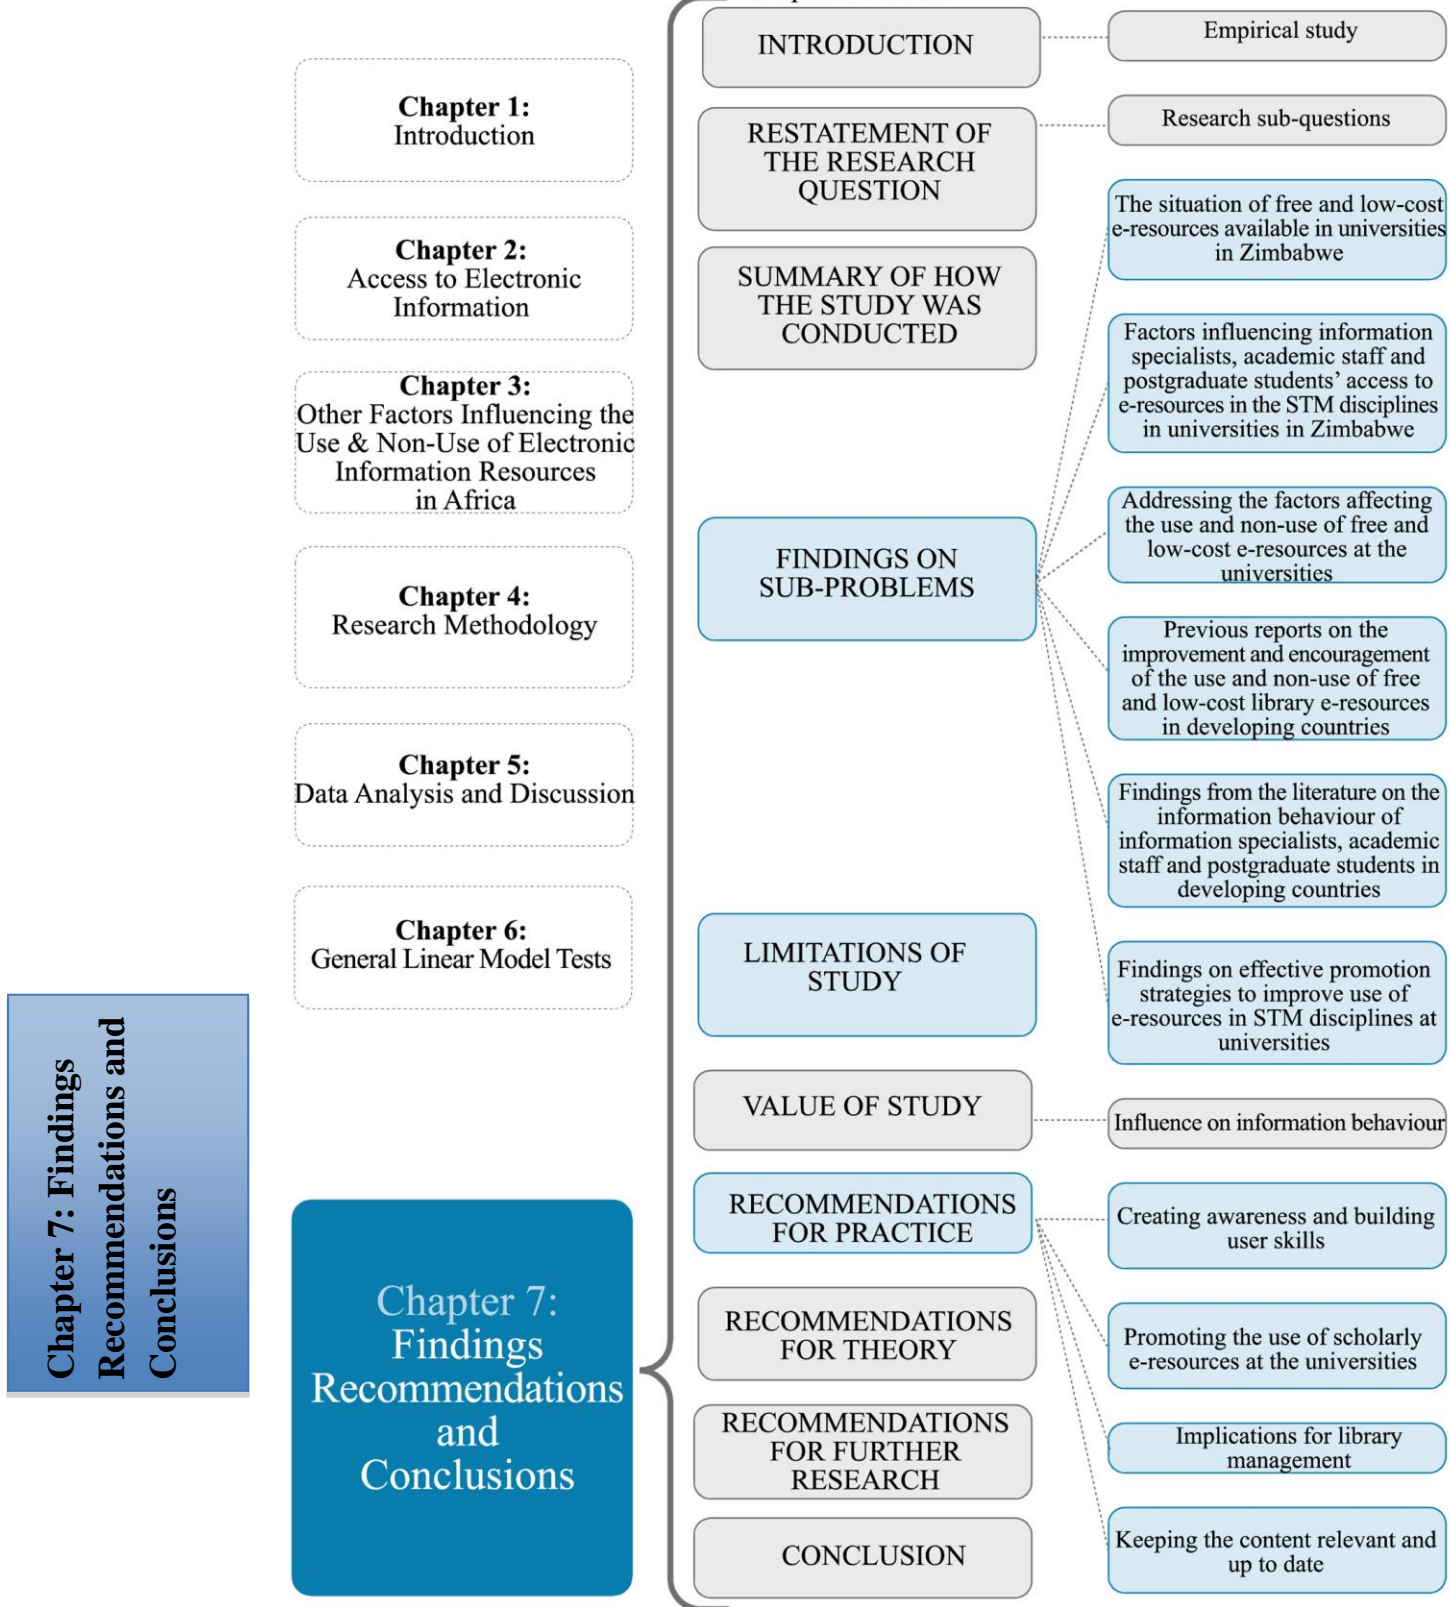 Chapter 7: Findings
Recommendations and
Conclusions
Chapter 1:
Introduction
Chapter 2:
Access to Electronic
Information
Chapter 3:
Other Factors Influencing the
Use & Non-Use of Electronic
Information Resources
in Africa
Chapter 4:
Research Methodology
Chapter 5:
Data Analysis and Discussion
Chapter 6:
General Linear Model Tests
Chapter 7:
Findings
Recommendations
and
Conclusions
INTRODUCTION
RESTATEMENT OF
THE RESEARCH
QUESTION
SUMMARY OF HOW
THE STUDY WAS
CONDUCTED
FINDINGS ON
SUB-PROBLEMS
LIMITATIONS OF
STUDY
VALUE OF STUDY
RECOMMENDATIONS
FOR PRACTICE
RECOMMENDATIONS
FOR THEORY
RECOMMENDATIONS
FOR FURTHER
RESEARCH
CONCLUSION
Empirical study
Research sub-questions
The situation of free and low-cost
e-resources available in universities
in Zimbabwe
Factors influencing information
specialists, academic staff and
postgraduate students’ access to
e-resources in the STM disciplines
in universities in Zimbabwe
Addressing the factors affecting
the use and non-use of free and
low-cost e-resources at the
universities
Previous reports on the
improvement and encouragement
of the use and non-use of free
and low-cost library e-resources
in developing countries
Findings from the literature on the
information behaviour of
information specialists, academic
staff and postgraduate students in
developing countries
Findings on effective promotion
strategies to improve use of
e-resources in STM disciplines at
universities
Influence on information behaviour
Creating awareness and building
user skills
Promoting the use of scholarly
e-resources at the universities
Implications for library
management
Keeping the content relevant and
up to date